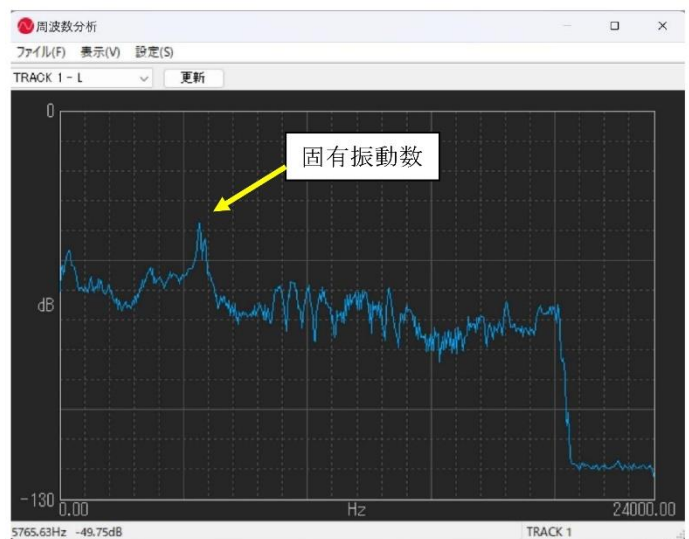 周波数分析
ファイル(F) 表示(V) 設定(S)
TRACK 1 - L 更新
0
固有振動数
dB
-130
0.00 Hz 24000.00
5765.63Hz -49.75dB TRACK 1